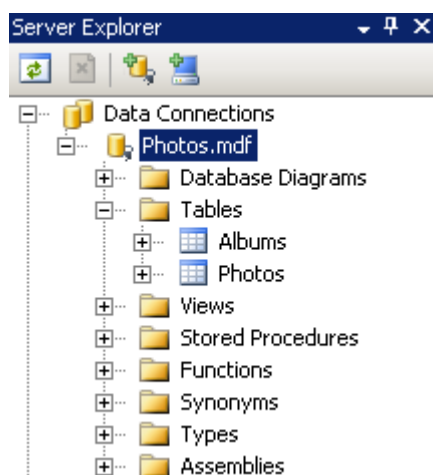 Server Explorer
Data Connections
Photos.mdf
Database Diagrams
Tables
Albums
Photos
Views
Stored Procedures
Functions
Synonyms
Types
Assemblies